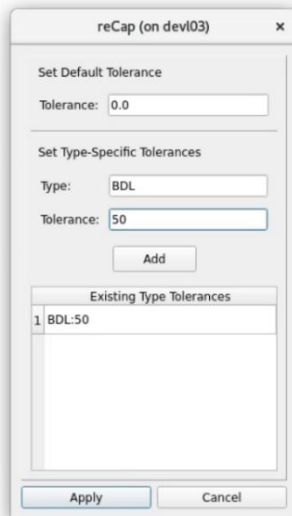 reCap (on devl03) ×
Set Default Tolerance
Tolerance: 0.0
Set Type-Specific Tolerances
Type: BDL
Tolerance: 50
Add
Existing Type Tolerances
1 BDL:50
Apply Cancel